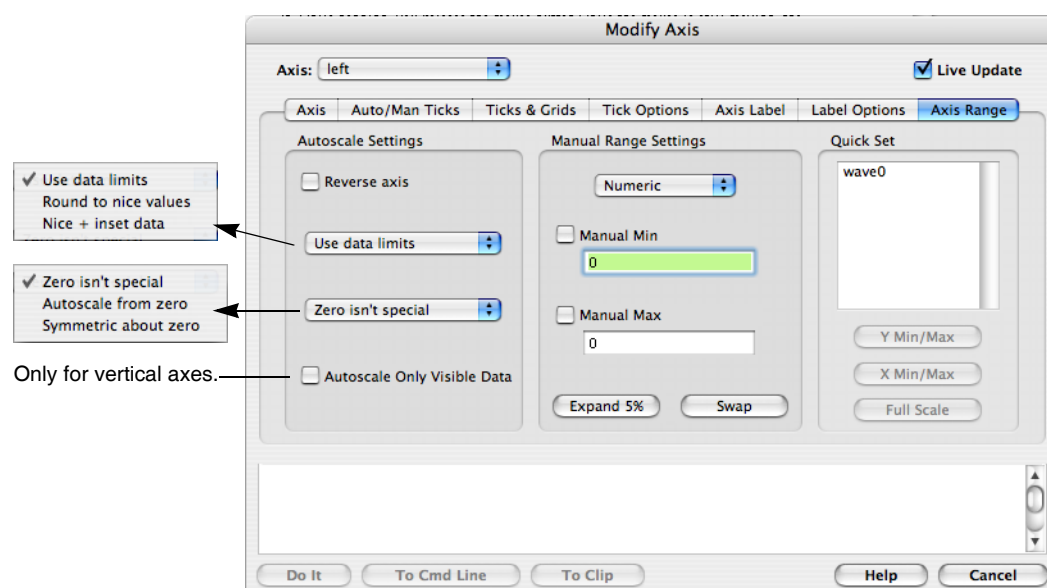 Modify Axis
Axis: left
Live Update
Axis Auto/Man Ticks Ticks & Grids Tick Options Axis Label Label Options Axis Range
Autoscale Settings
Reverse axis
Use data limits
Zero isn't special
Autoscale Only Visible Data
Manual Range Settings
Numeric
Manual Min
0
Manual Max
0
Expand 5% Swap
Quick Set
wave0
Y Min/Max
X Min/Max
Full Scale
✓ Use data limits
Round to nice values
Nice + inset data
✓ Zero isn't special
Autoscale from zero
Symmetric about zero
Only for vertical axes.
Do It To Cmd Line To Clip Help Cancel